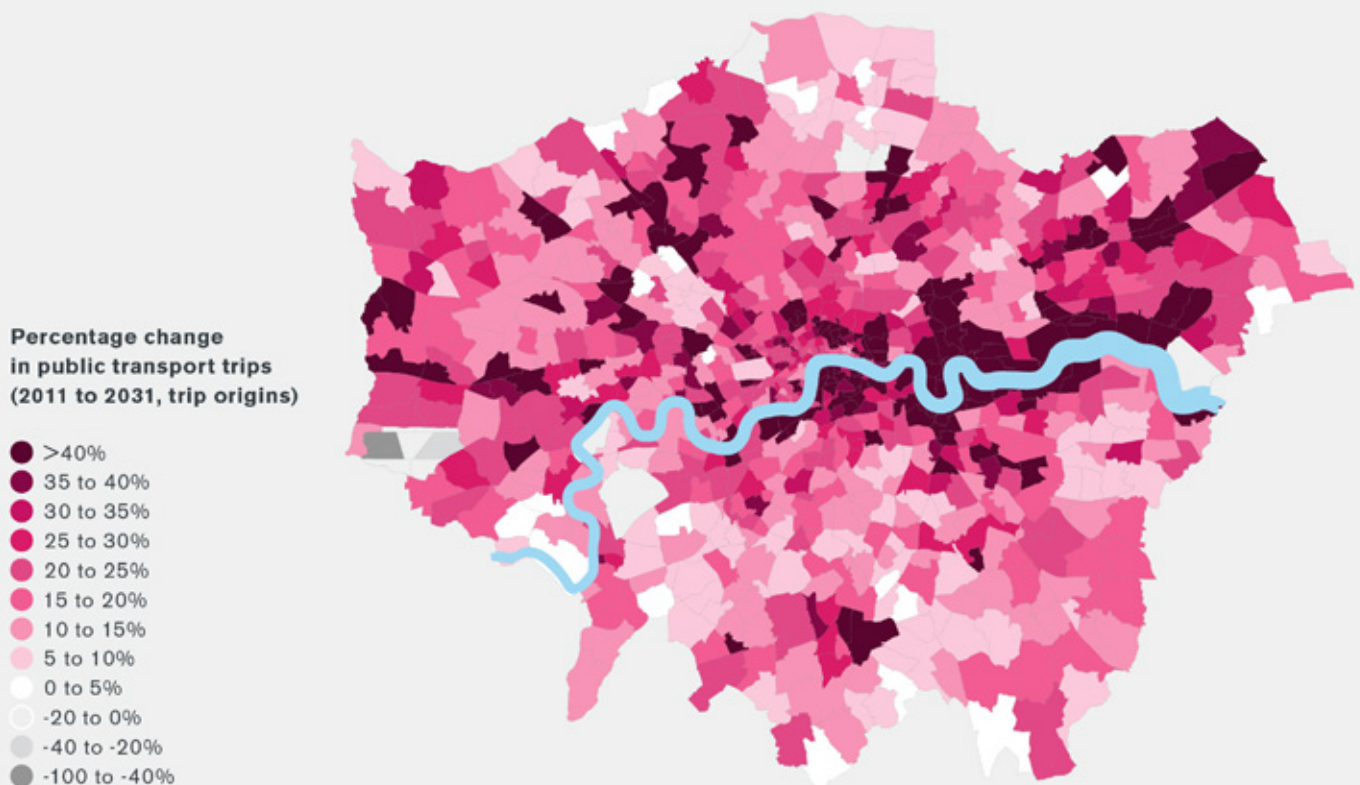 Percentage change
in public transport trips
(2011 to 2031, trip origins)
>40%
35 to 40%
30 to 35%
25 to 30%
20 to 25%
15 to 20%
10 to 15%
5 to 10%
0 to 5%
-20 to 0%
-40 to -20%
-100 to -40%